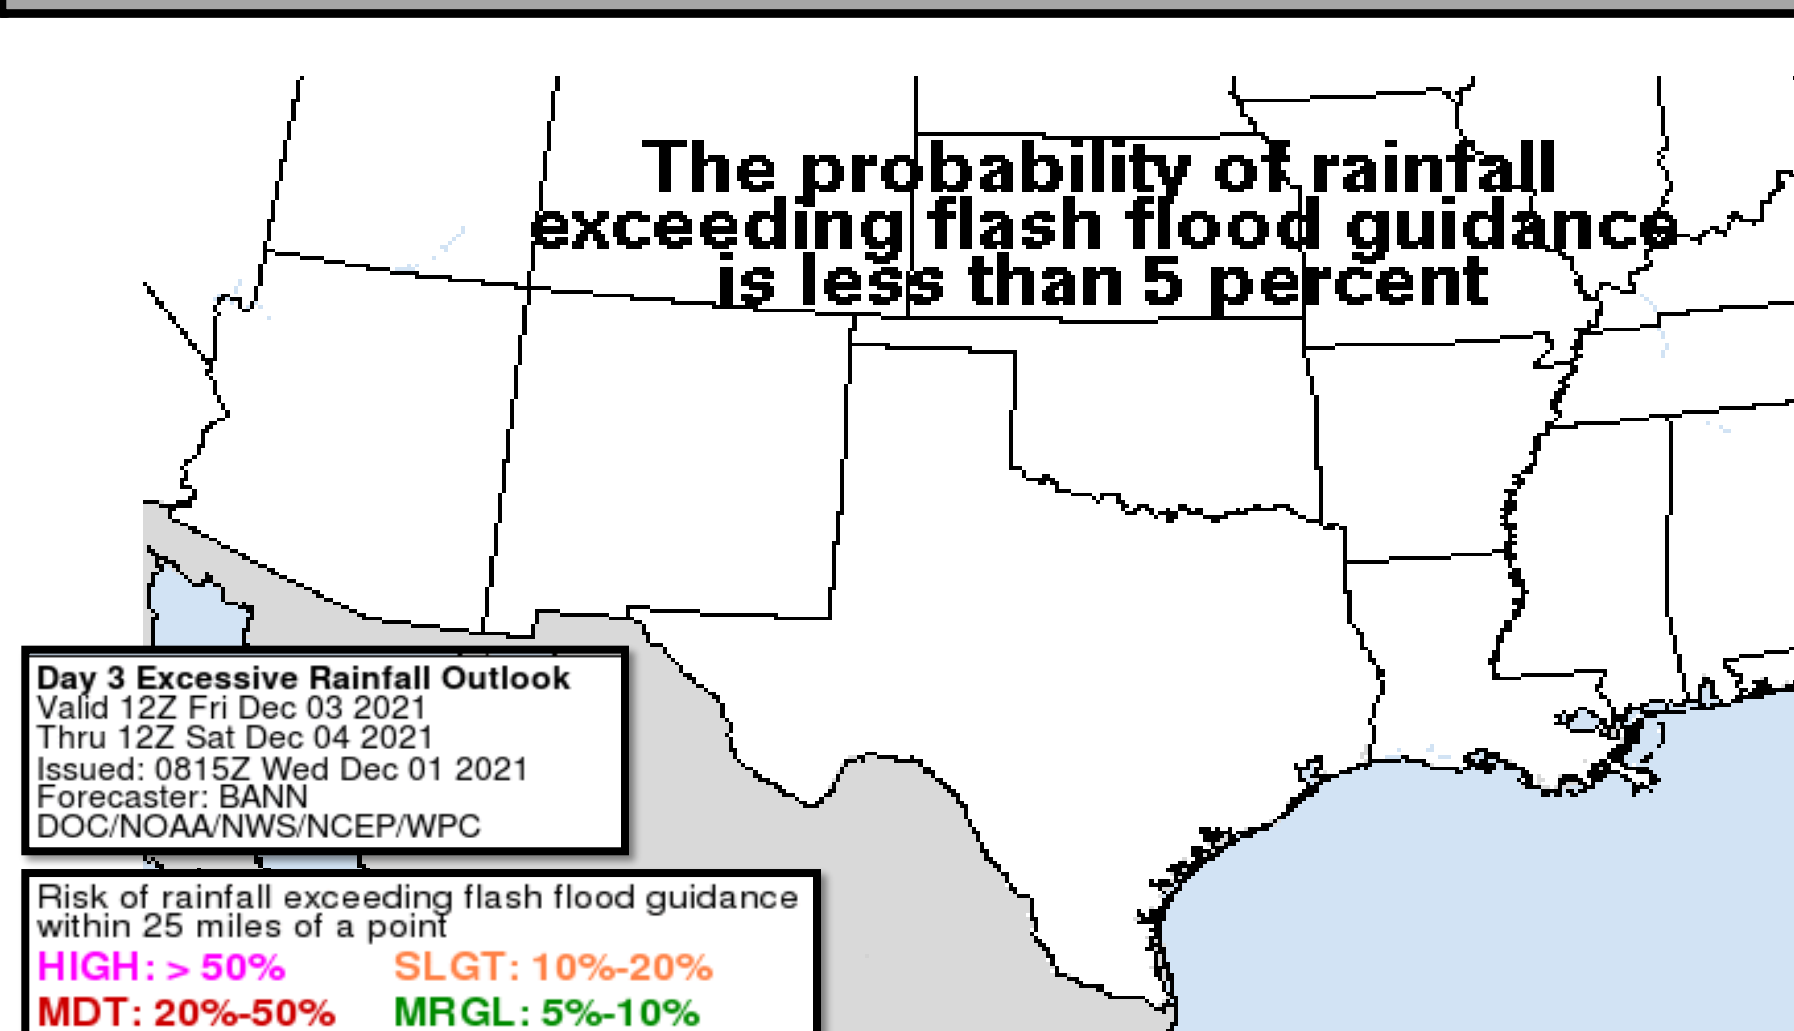 The probability of rainfall
exceeding flash flood guidance
is less than 5 percent
Day 3 Excessive Rainfall Outlook
Valid 12Z Fri Dec 03 2021
Thru 12Z Sat Dec 04 2021
Issued: 0815Z Wed Dec 01 2021
Forecaster: BANN
DOC/NOAA/NWS/NCEP/WPC
Risk of rainfall exceeding flash flood guidance
within 25 miles of a point
HIGH: > 50% SLGT: 10%-20%
MDT: 20%-50% MRGL: 5%-10%